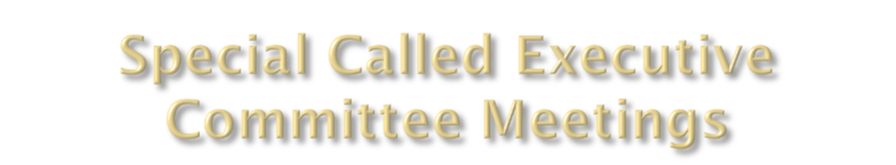 Special Called Executive
Committee Meetings